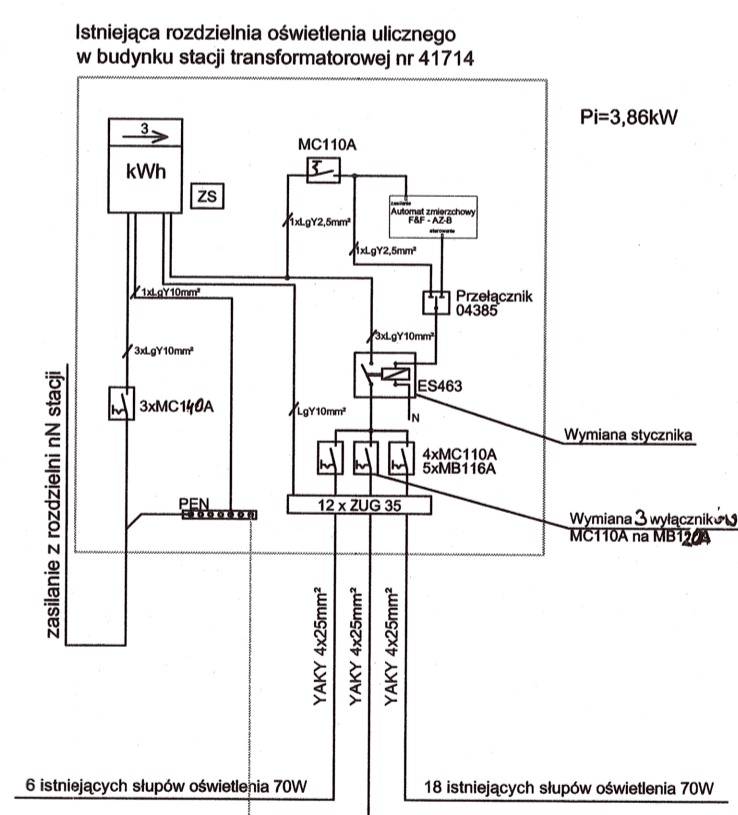 Istniejąca rozdzielnia oświetlenia ulicznego
w budynku stacji transformatorowej nr 41714
Pi=3,86kW
3
kWh
ZS
MC110A
zasilanie
Automat zmierzchowy
F&F - AZ-B
sterowanie
1xLgY2,5mm²
1xLgY2,5mm²
1xLgY10mm²
Przełącznik
04385
3xLgY10mm²
3xLgY10mm²
ES463
N
3xMC140A
LgY10mm²
Wymiana stycznika
4xMC110A
5xMB116A
PEN
12 x ZUG 35
Wymiana 3 wyłączników
MC110A na MB120A
zasilanie z rozdzielni nN stacji
YAKY 4x25mm²
YAKY 4x25mm²
YAKY 4x25mm²
6 istniejących słupów oświetlenia 70W
18 istniejących słupów oświetlenia 70W